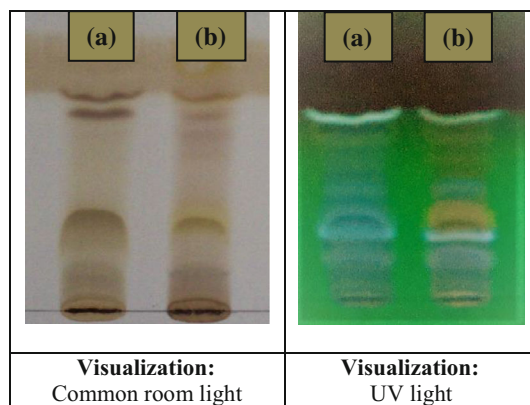 (a) (b)
(a) (b)
Visualization:
Common room light
Visualization:
UV light